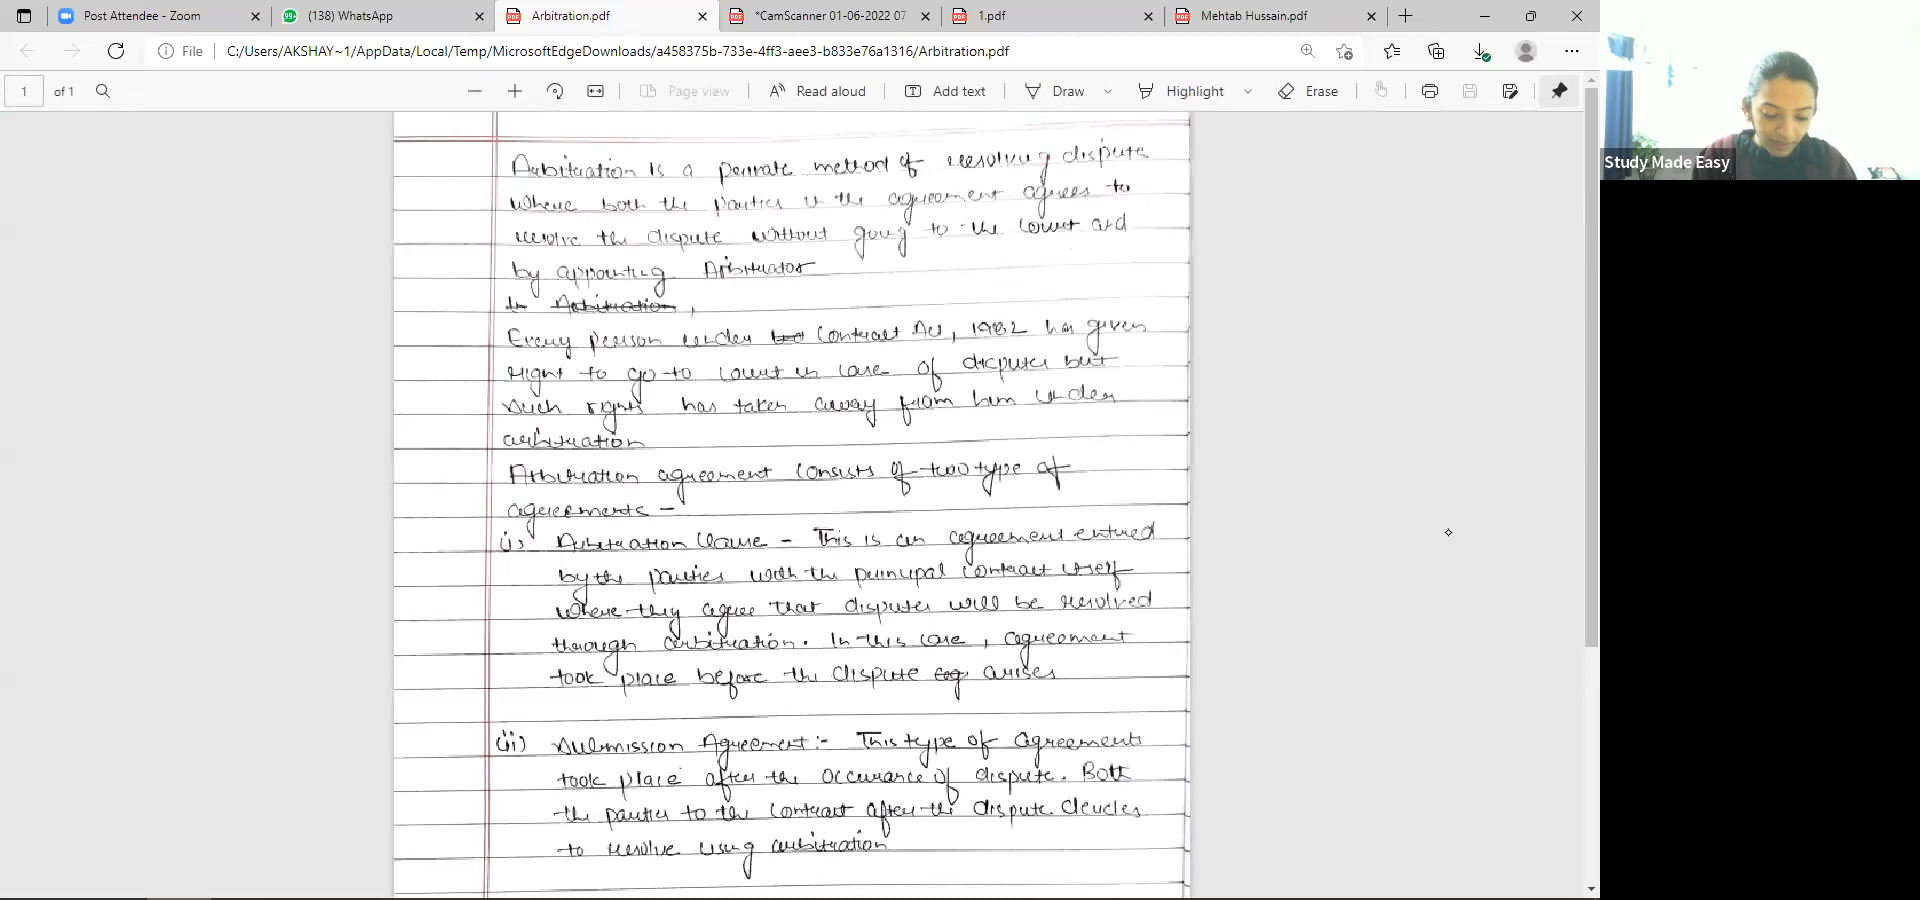 Post Attendee - Zoom
(138) WhatsApp
Arbitration.pdf
*CamScanner 01-06-2022 07
1.pdf
Mehtab Hussain.pdf
File
C:/Users/AKSHAY~1/AppData/Local/Temp/MicrosoftEdgeDownloads/a458375b-733e-4ff3-aee3-b833e76a1316/Arbitration.pdf
1 of 1
Page view
Read aloud
Add text
Draw
Highlight
Erase
Study Made Easy
Arbitration is a private method of resolving dispute
where both the parties in the agreement agrees to
resolve the dispute without going to the court and
by appointing Arbitrator
In Arbitration,
Every person under Contract Act, 1982 has given
right to go to court in case of disputes but
such rights has taken away from him under
arbitration
Arbitration agreement consists of two type of
agreements -
(i) Arbitration Clause - This is an agreement entered
by the parties with the principal contract itself
where they agree that disputes will be resolved
through arbitration. In this case, agreement
took place before the dispute arises
(ii) Submission Agreement:- This type of agreements
took place after the occurance of dispute. Both
the parties to the contract after the dispute decides
to resolve using arbitration